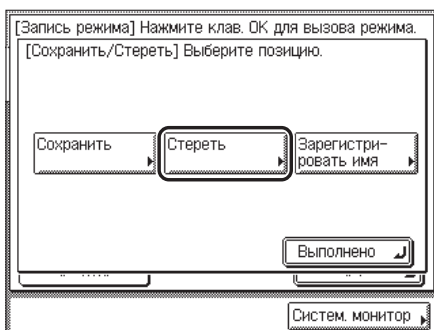 [Запись режима] Нажмите клав. ОК для вызова режима.
[Сохранить/Стереть] Выберите позицию.
Сохранить
Стереть
Зарегистри-
ровать имя
Выполнено
Систем. монитор